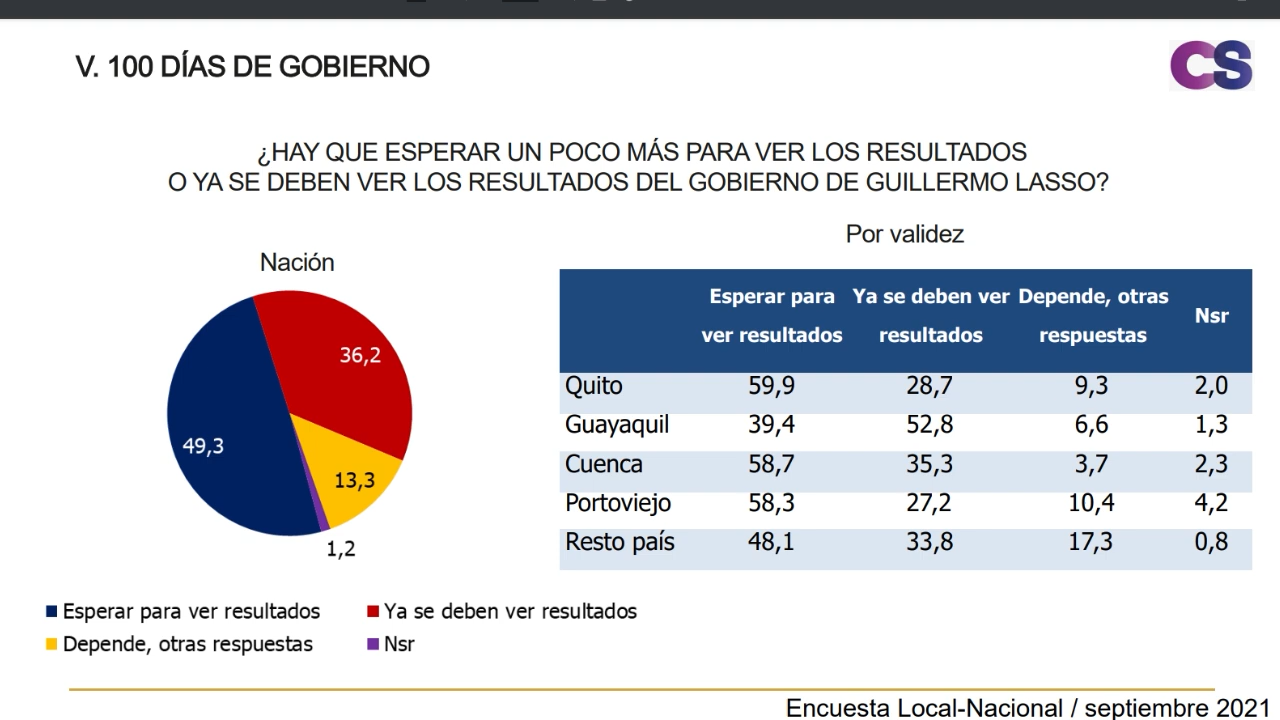 V. 100 DÍAS DE GOBIERNO
CS
¿HAY QUE ESPERAR UN POCO MÁS PARA VER LOS RESULTADOS
O YA SE DEBEN VER LOS RESULTADOS DEL GOBIERNO DE GUILLERMO LASSO?
Nación
36,2
49,3
13,3
1,2
Esperar para ver resultados
Ya se deben ver resultados
Depende, otras respuestas
Nsr
Por validez
Esperar para Ya se deben ver Depende, otras Nsr
ver resultados resultados respuestas
Quito 59,9 28,7 9,3 2,0
Guayaquil 39,4 52,8 6,6 1,3
Cuenca 58,7 35,3 3,7 2,3
Portoviejo 58,3 27,2 10,4 4,2
Resto país 48,1 33,8 17,3 0,8
Encuesta Local-Nacional / septiembre 2021